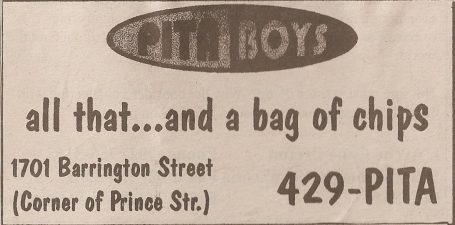 PITA BOYS
all that...and a bag of chips
1701 Barrington Street
(Corner of Prince Str.)
429-PITA